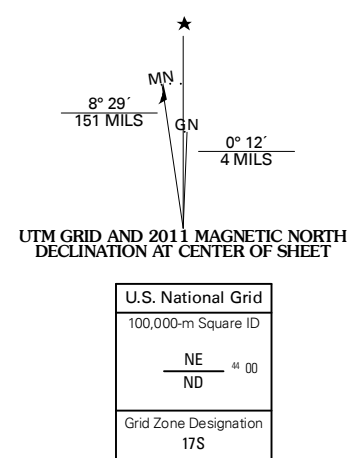 ★
MN
8° 29´
151 MILS
GN
0° 12´
4 MILS
UTM GRID AND 2011 MAGNETIC NORTH
DECLINATION AT CENTER OF SHEET
U.S. National Grid
100,000-m Square ID
NE
44 00
ND
Grid Zone Designation
17S